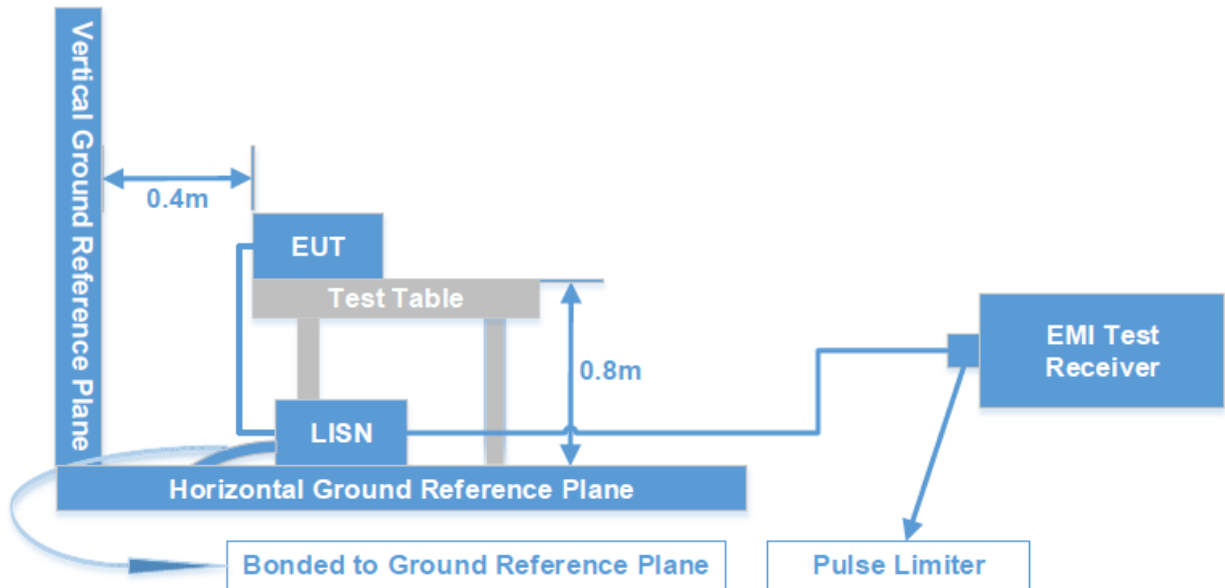 Vertical Ground Reference Plane
0.4m
EUT
Test Table
0.8m
EMI Test
Receiver
LISN
Horizontal Ground Reference Plane
Bonded to Ground Reference Plane
Pulse Limiter